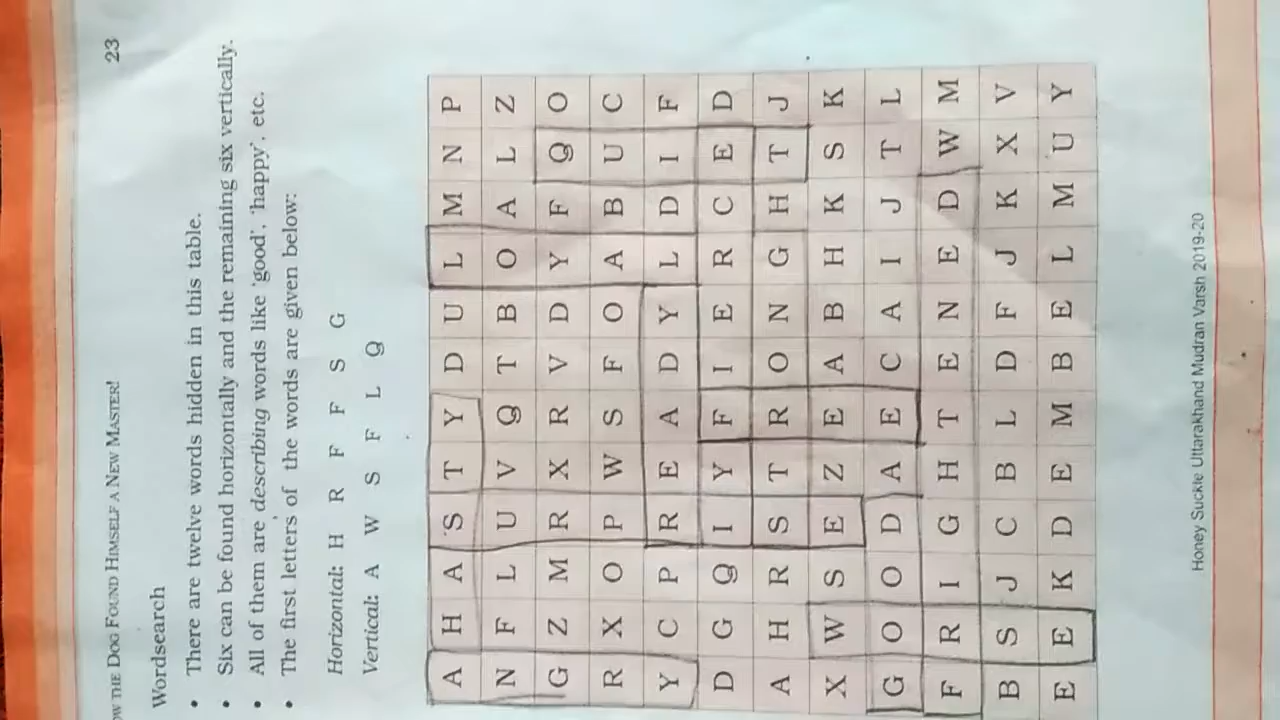 THE DOG FOUND HIMSELF A NEW MASTER! 23
Wordsearch
• There are twelve words hidden in this table.
• Six can be found horizontally and the remaining six vertically.
• All of them are describing words like 'good', 'happy', etc.
• The first letters of the words are given below:
Horizontal: H R F F S G
Vertical: A W S F L Q
A H A S T Y D U L M N P
N F L U V Q T B O A L Z
G Z M R X R V D Y F Q O
R X O P W S F O A B U C
Y C P R E A D Y L D I F
D G Q I Y F I E R C E D
A H R S T R O N G H T J
X W S E Z E A B H K S K
G O O D A E C A I J T L
F R I G H T E N E D W M
B S J C B L D F J K X V
E E K D E M B E L M U Y
Honey Suckle Uttarakhand Mudran Varsh 2019-20